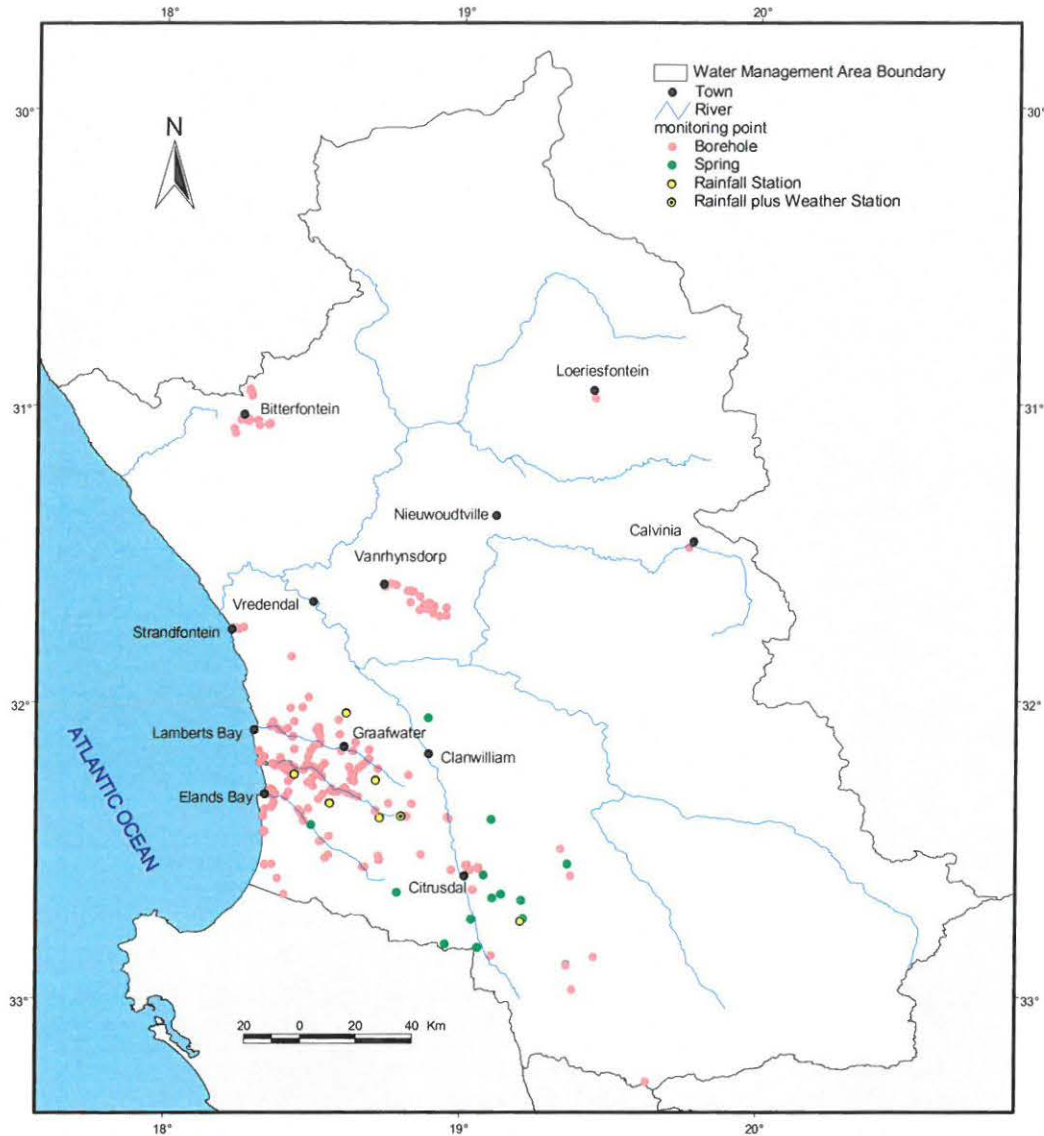 18°
19°
20°
30°
30°
N
Water Management Area Boundary
Town
River
monitoring point
Borehole
Spring
Rainfall Station
Rainfall plus Weather Station
Loeriesfontein
31°
31°
Bitterfontein
Nieuwoudtville
Calvinia
Vanrhynsdorp
Vredendal
Strandfontein
32°
32°
Lamberts Bay
Graafwater
Clanwilliam
Elands Bay
ATLANTIC OCEAN
Citrusdal
33°
33°
20 0 20 40 Km
18°
19°
20°